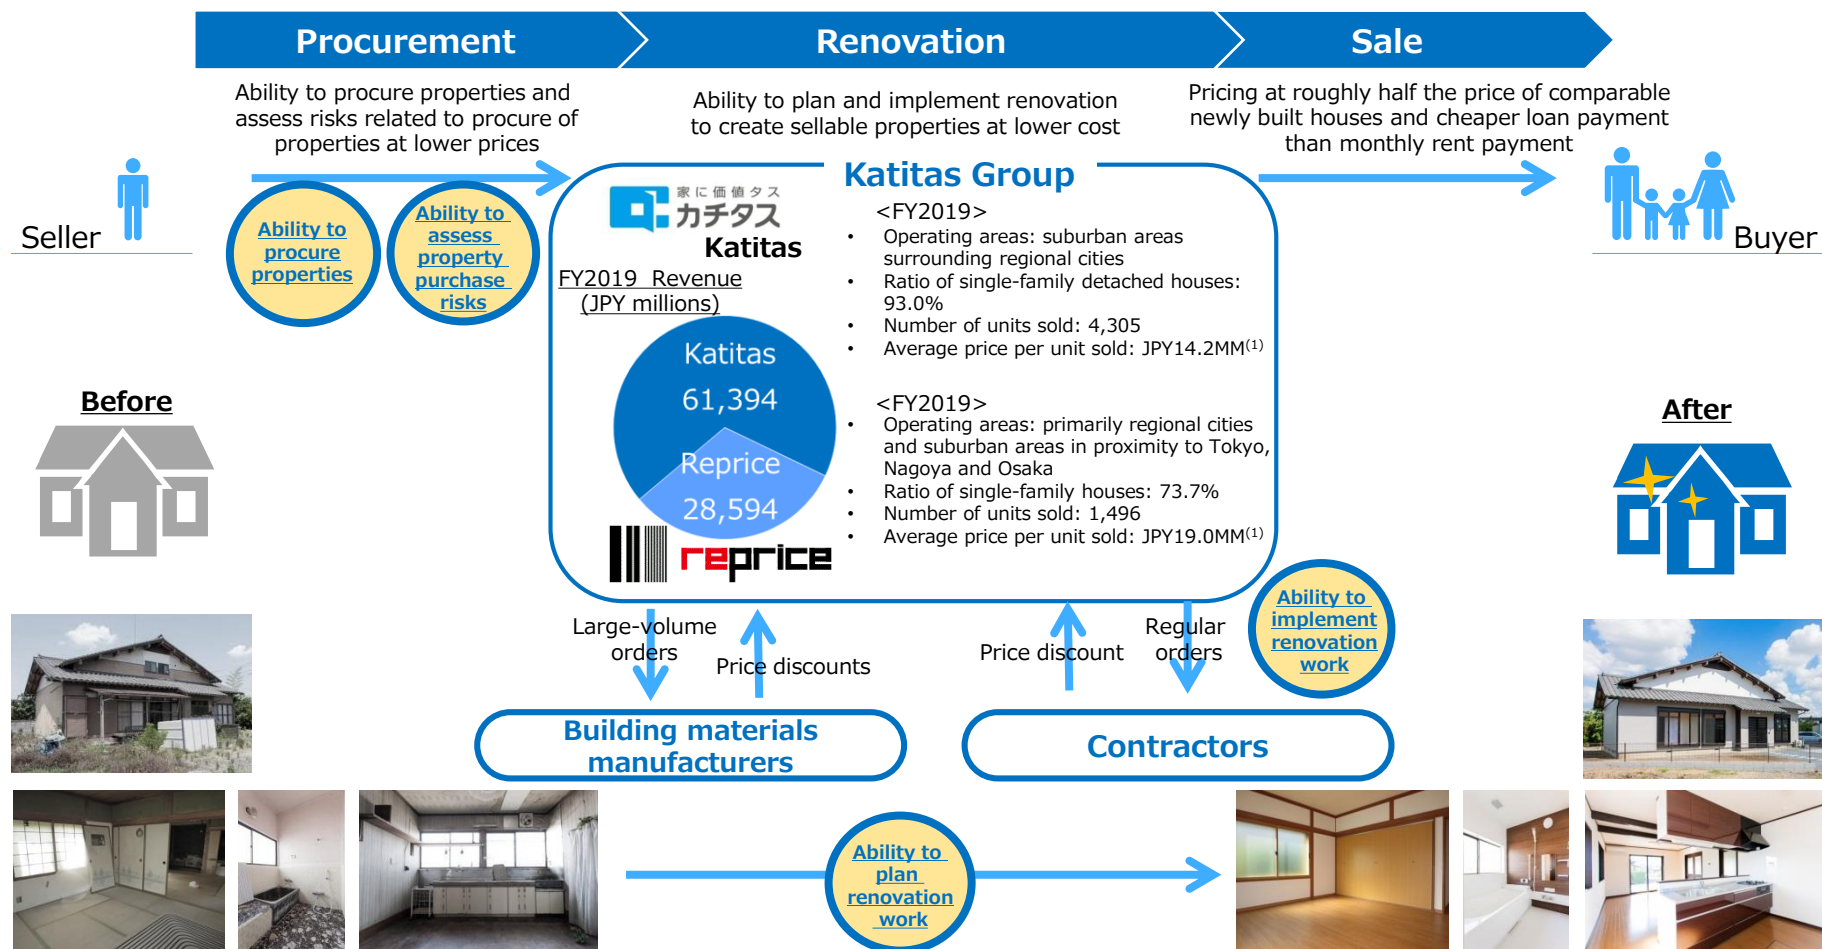 Procurement
Renovation
Sale
Ability to procure properties and
assess risks related to procure of
properties at lower prices
Ability to plan and implement renovation
to create sellable properties at lower cost
Pricing at roughly half the price of comparable
newly built houses and cheaper loan payment
than monthly rent payment
Seller
Ability to
procure
properties
Ability to
assess
property
purchase
risks
Katitas Group
家に価値タス
カチタス
Katitas
FY2019 Revenue
(JPY millions)
Katitas
61,394
Reprice
28,594
reprice
<FY2019>
• Operating areas: suburban areas
surrounding regional cities
• Ratio of single-family detached houses:
93.0%
• Number of units sold: 4,305
• Average price per unit sold: JPY14.2MM(1)
<FY2019>
• Operating areas: primarily regional cities
and suburban areas in proximity to Tokyo,
Nagoya and Osaka
• Ratio of single-family houses: 73.7%
• Number of units sold: 1,496
• Average price per unit sold: JPY19.0MM(1)
Buyer
Before
After
Large-volume
orders
Price discounts
Price discount
Regular
orders
Ability to
implement
renovation
work
Building materials
manufacturers
Contractors
Ability to
plan
renovation
work